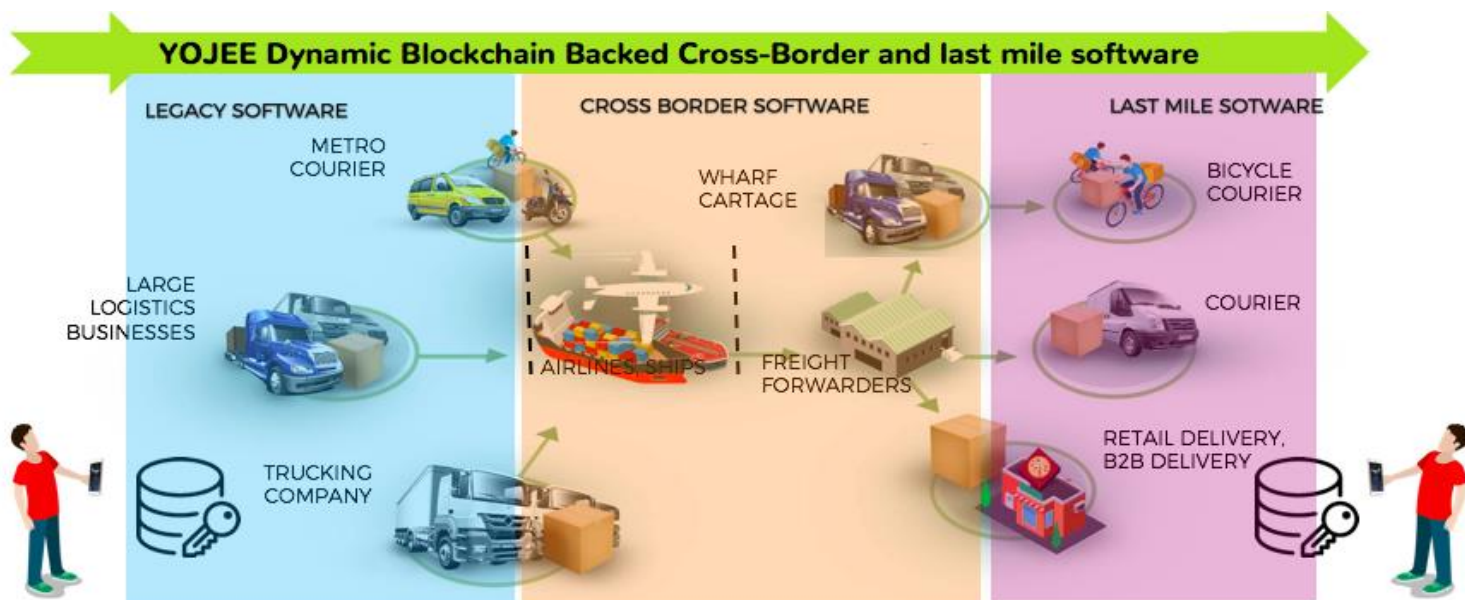 YOJEE Dynamic Blockchain Backed Cross-Border and last mile software
LEGACY SOFTWARE
CROSS BORDER SOFTWARE
LAST MILE SOTWARE
METRO
COURIER
LARGE
LOGISTICS
BUSINESSES
TRUCKING
COMPANY
AIRLINES, SHIPS
WHARF
CARTAGE
FREIGHT
FORWARDERS
BICYCLE
COURIER
COURIER
RETAIL DELIVERY,
B2B DELIVERY